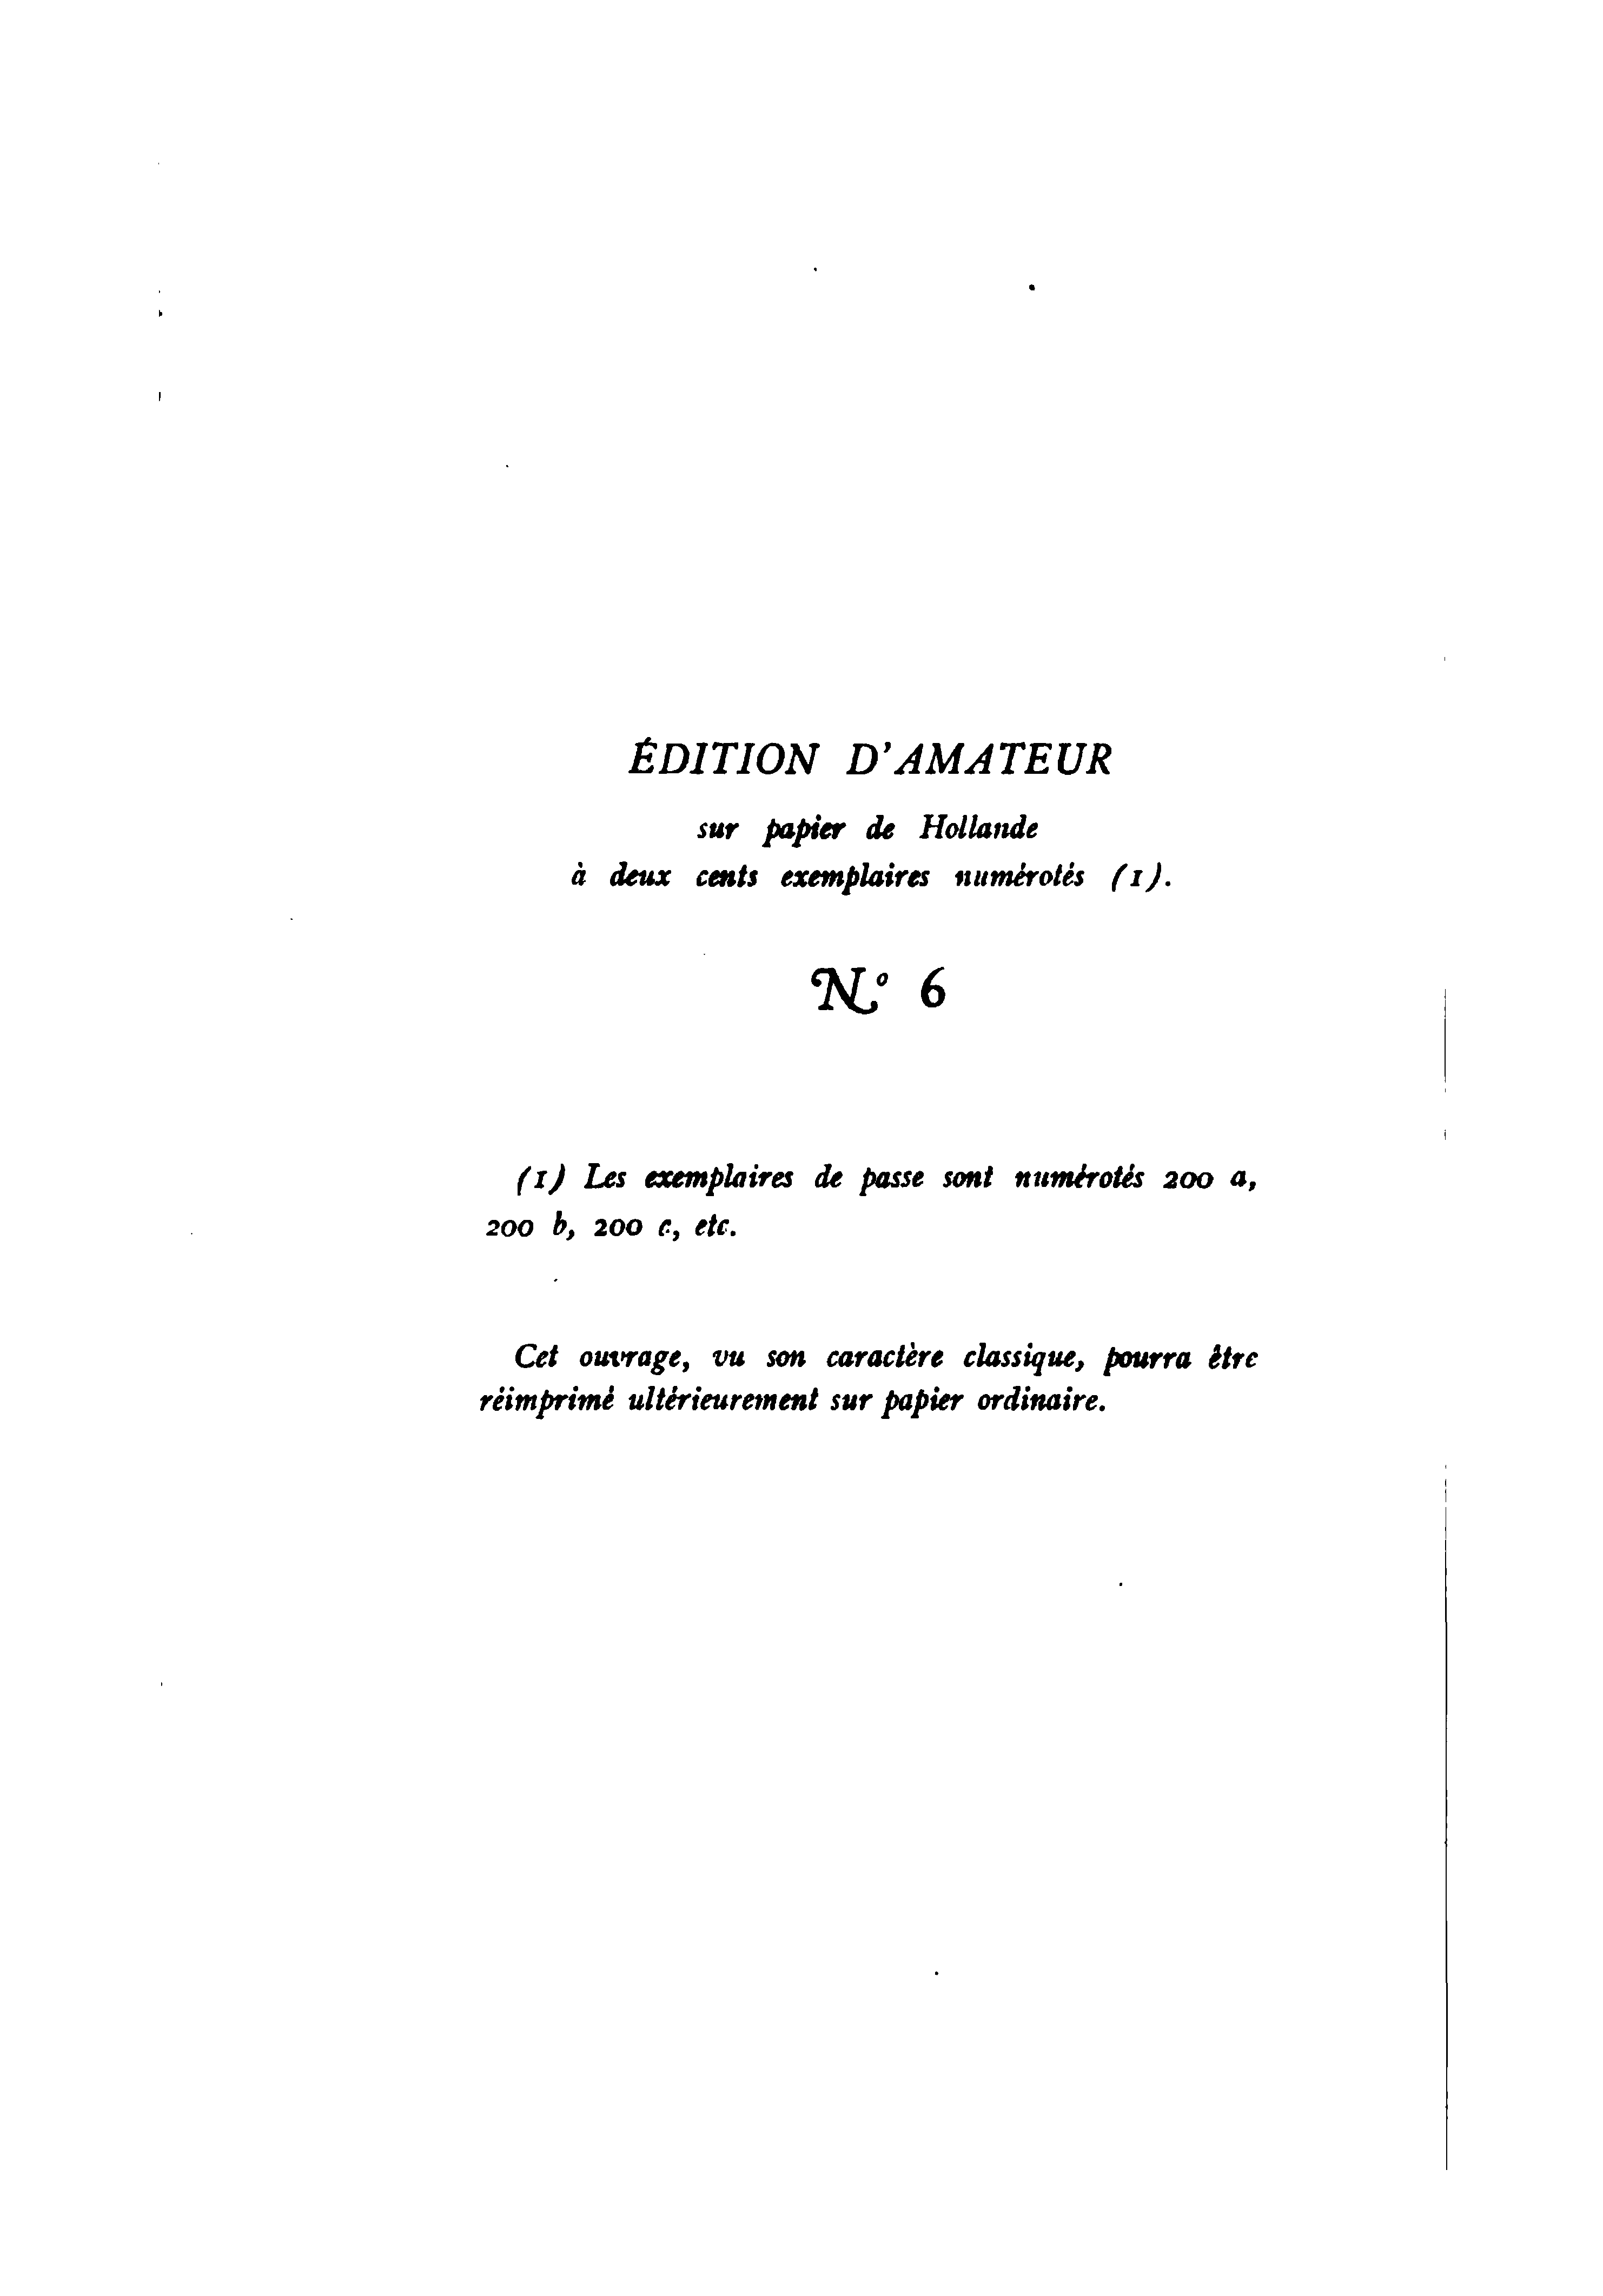 ÉDITION D'AMATEUR
sur papier de Hollande
à deux cents exemplaires numérotés (1).
N.º 6
(1) Les exemplaires de passe sont numérotés 200 a,
200 b, 200 c, etc.
Cet ouvrage, vu son caractère classique, pourra être
réimprimé ultérieurement sur papier ordinaire.